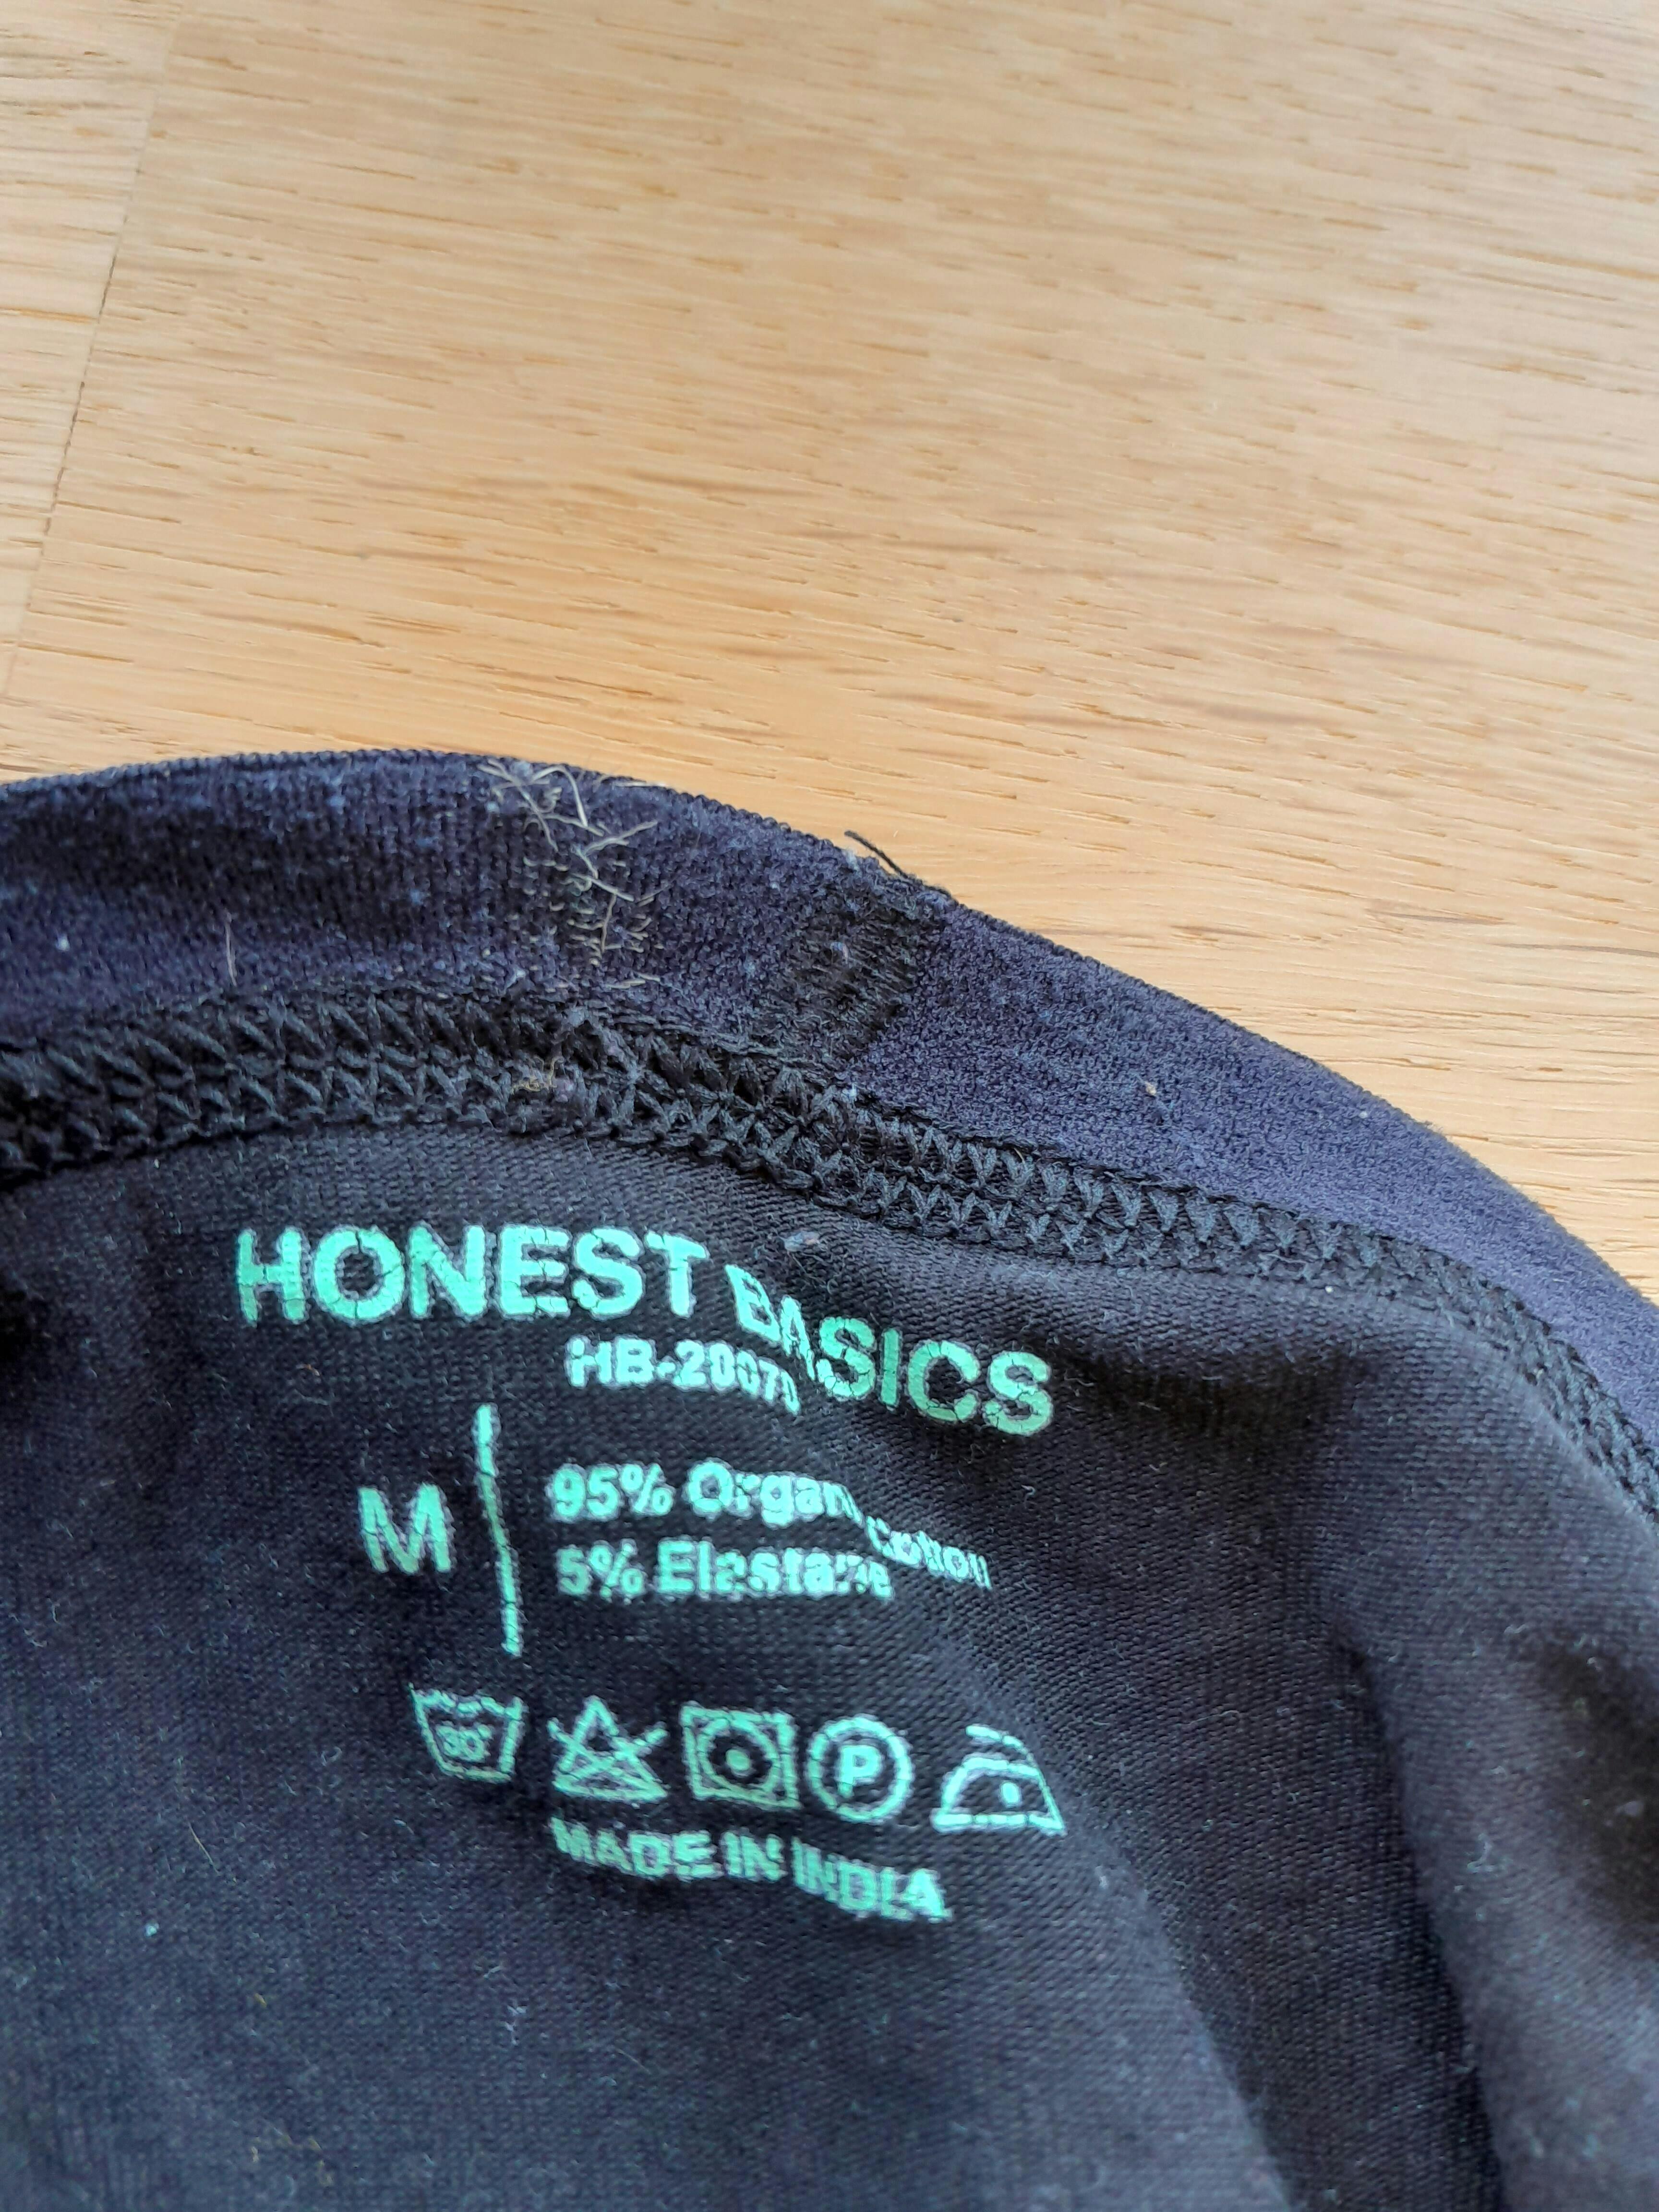 HONEST BASICS
HB-20070
M
95% Organic Cotton
5% Elastane
30°
P
MADE IN INDIA